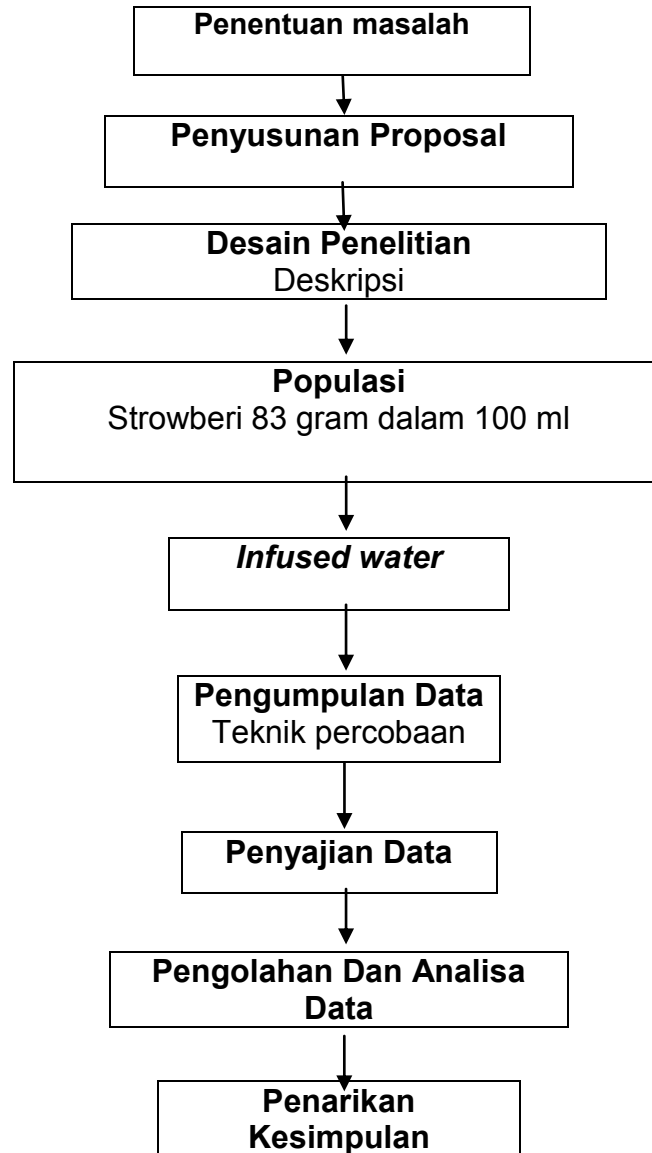 Penentuan masalah
Penyusunan Proposal
Desain Penelitian
Deskripsi
Populasi
Strowberi 83 gram dalam 100 ml
Infused water
Pengumpulan Data
Teknik percobaan
Penyajian Data
Pengolahan Dan Analisa
Data
Penarikan
Kesimpulan